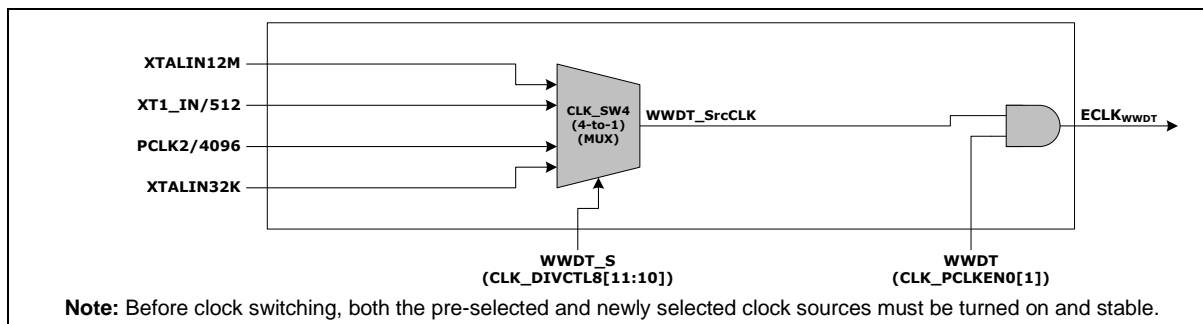 XTALIN12M
XT1_IN/512
PCLK2/4096
XTALIN32K
CLK_SW4
(4-to-1)
(MUX)
WWDT_SrcCLK
ECLKWWDT
WWDT_S
(CLK_DIVCTL8[11:10])
WWDT
(CLK_PCLKEN0[1])
Note: Before clock switching, both the pre-selected and newly selected clock sources must be turned on and stable.